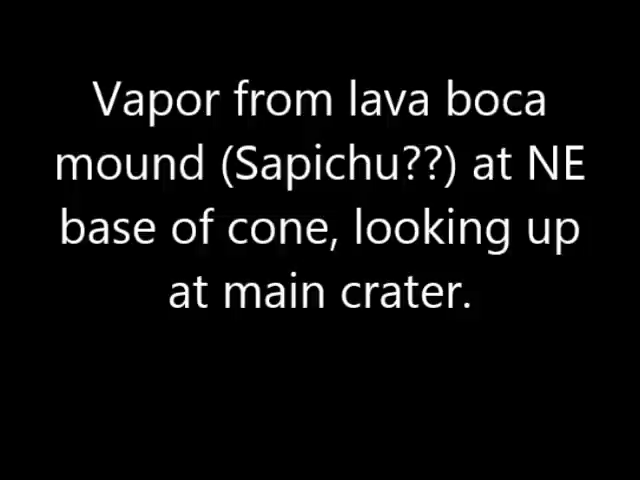 Vapor from lava boca
mound (Sapichu??) at NE
base of cone, looking up
at main crater.